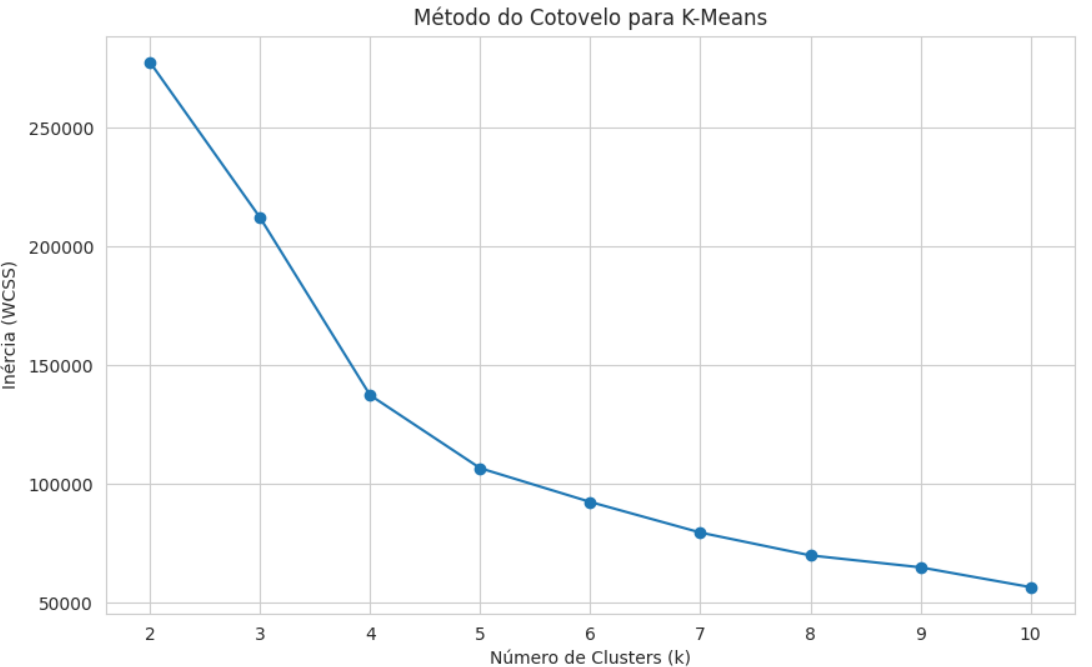 Método do Cotovelo para K-Means
Inércia (WCSS)
250000
200000
150000
100000
50000
2 3 4 5 6 7 8 9 10
Número de Clusters (k)